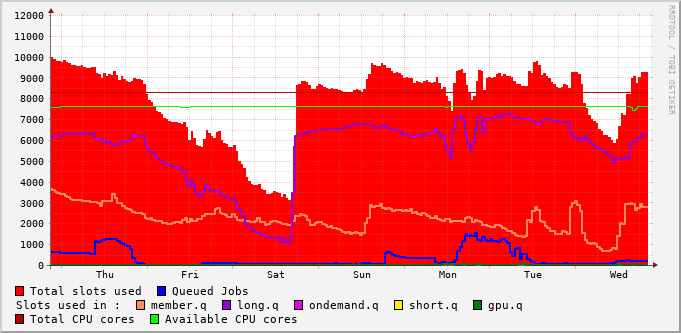 12000
11000
10000
9000
8000
7000
6000
5000
4000
3000
2000
1000
0
Thu Fri Sat Sun Mon Tue Wed
RRDTOOL / TOBI OETIKER
Total slots used Queued Jobs
Slots used in : member.q long.q ondemand.q short.q gpu.q
Total CPU cores Available CPU cores